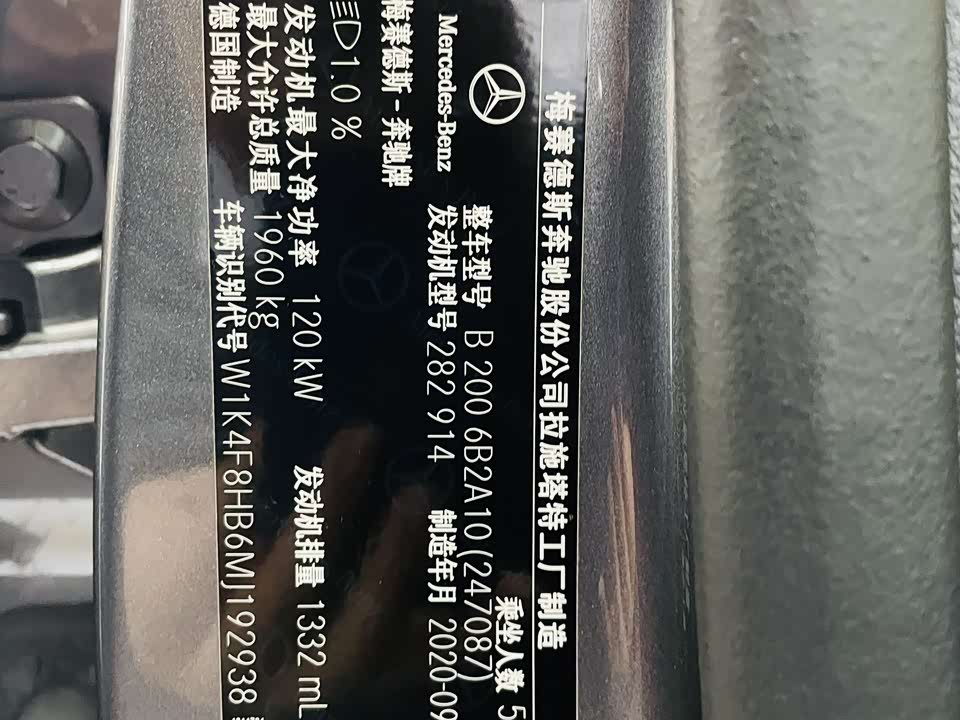 梅赛德斯奔驰股份公司拉施塔特工厂制造
乘坐人数 5
Mercedes-Benz
整车型号 B 200 6B2A10(247087)
发动机型号 282 914
制造年月 2020-09
梅赛德斯-奔驰牌
1.0 %
发动机最大净功率 120 kW
发动机排量 1332 mL
最大允许总质量 1960 kg
德国制造
车辆识别代号 W1K4F8HB6MJ192938